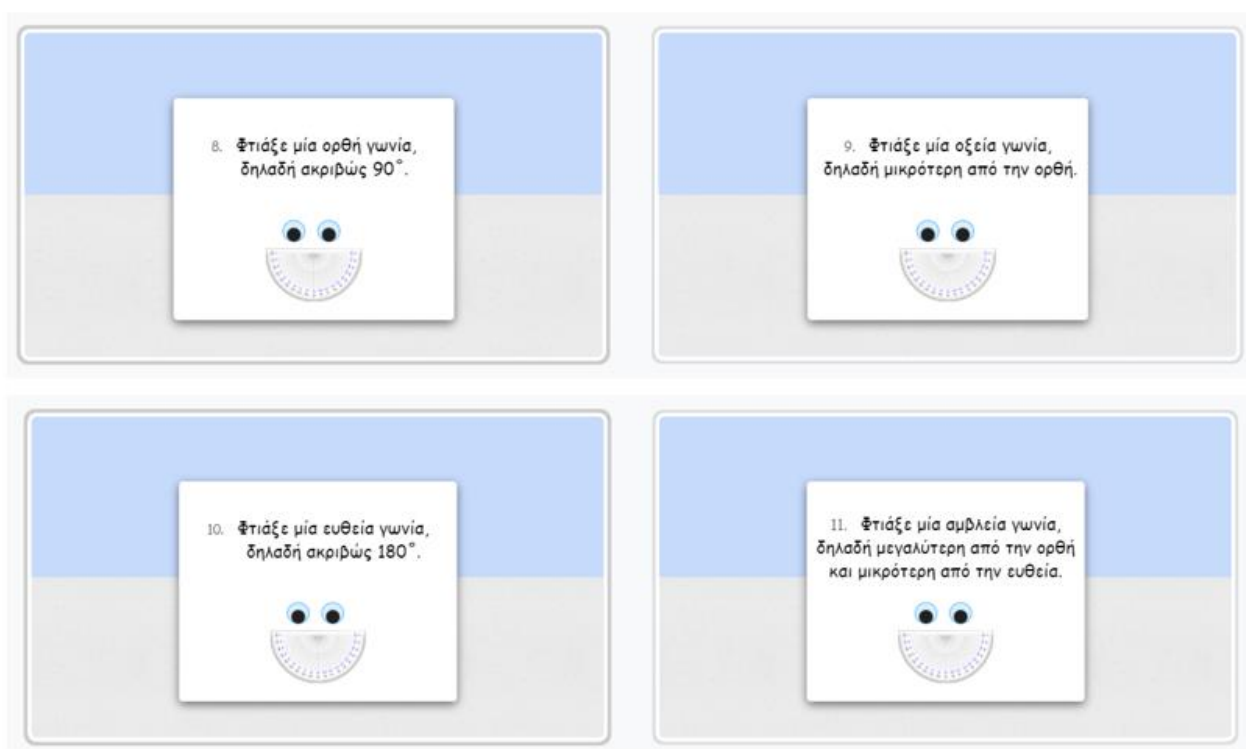 8. Φτιάξε μία ορθή γωνία,
δηλαδή ακριβώς 90°.
9. Φτιάξε μία οξεία γωνία,
δηλαδή μικρότερη από την ορθή.
10. Φτιάξε μία ευθεία γωνία,
δηλαδή ακριβώς 180°.
11. Φτιάξε μία αμβλεία γωνία,
δηλαδή μεγαλύτερη από την ορθή
και μικρότερη από την ευθεία.